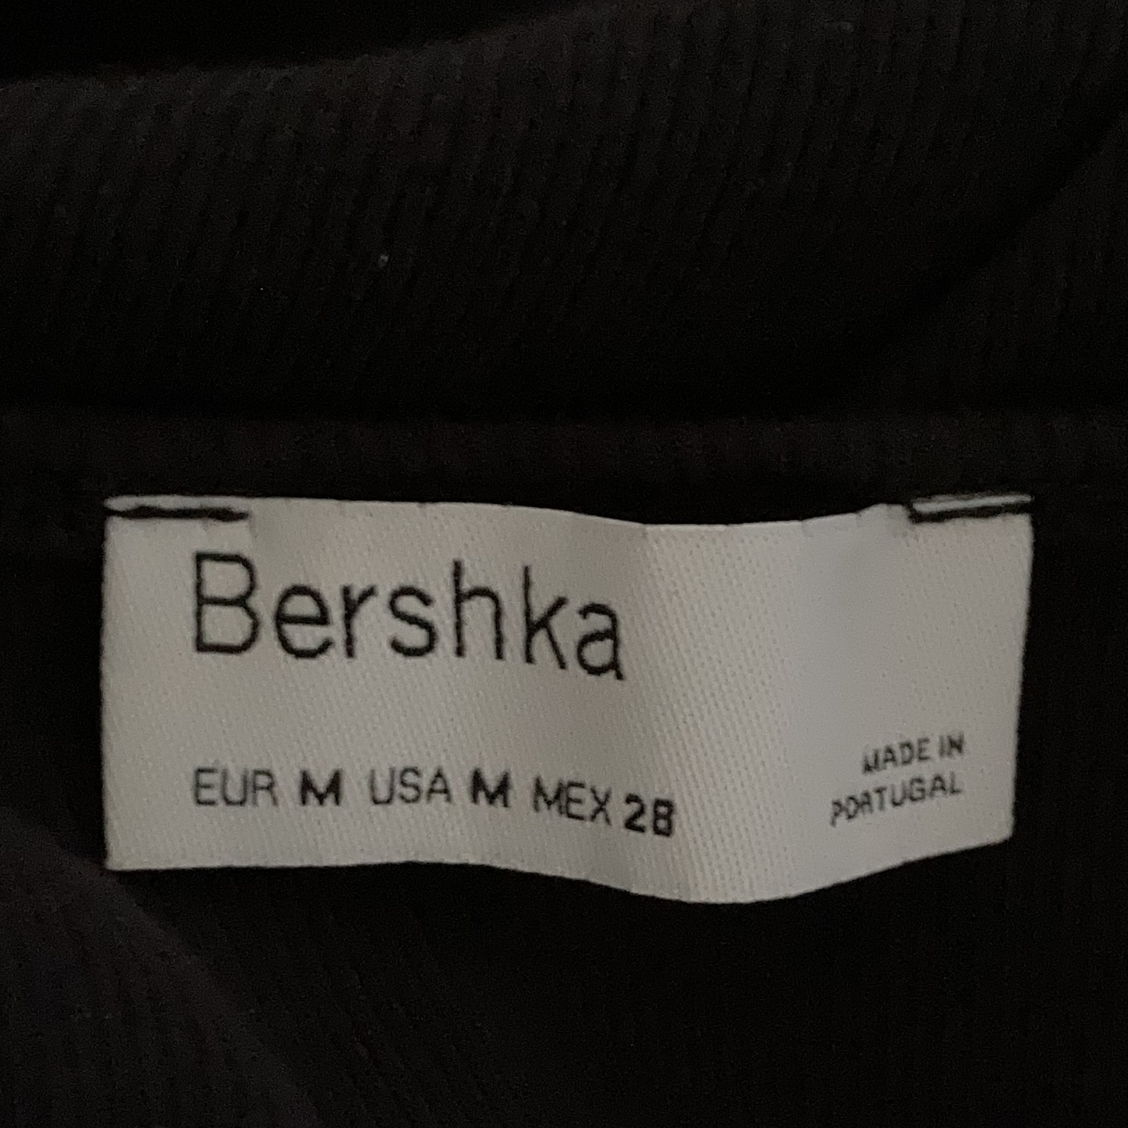 Bershka
EUR M USA M MEX 28
MADE IN
PORTUGAL